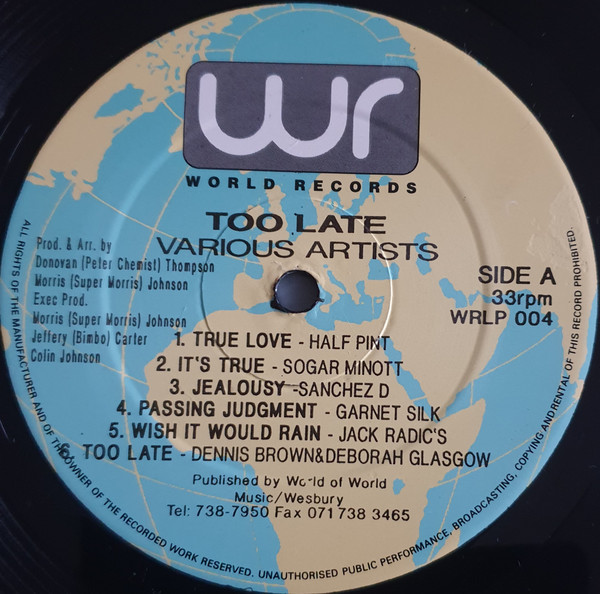 wr
WORLD RECORDS
TOO LATE
VARIOUS ARTISTS
Prod. & Arr. by
Donovan (Peter Chemist) Thompson
Morris (Super Morris) Johnson
Exec Prod.
Morris (Super Morris) Johnson
Jeffery (Bimbo) Carter
Colin Johnson
SIDE A
33rpm
WRLP 004
1. TRUE LOVE - HALF PINT
2. IT'S TRUE - SOGAR MINOTT
3. JEALOUSY -SANCHEZ D
4. PASSING JUDGMENT - GARNET SILK
5. WISH IT WOULD RAIN - JACK RADIC'S
6 TOO LATE - DENNIS BROWN&DEBORAH GLASGOW
Published by World of World
Music/Wesbury
Tel: 738-7950 Fax 071 738 3465
ALL RIGHTS OF THE MANUFACTURER AND OF THE OWNER OF THE RECORDED WORK RESERVED. UNAUTHORISED PUBLIC PERFORMANCE, BROADCASTING, COPYING AND RENTAL OF THIS RECORD PROHIBITED.